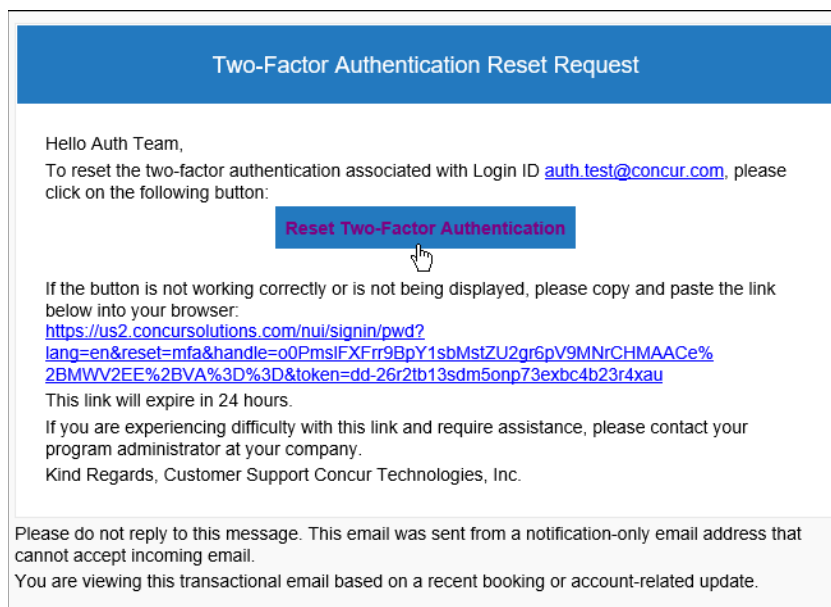 Two-Factor Authentication Reset Request
Hello Auth Team,
To reset the two-factor authentication associated with Login ID auth.test@concur.com, please
click on the following button:
Reset Two-Factor Authentication
If the button is not working correctly or is not being displayed, please copy and paste the link
below into your browser:
https://us2.concursolutions.com/nui/signin/pwd?
lang=en&reset=mfa&handle=o0PmslFXFrr9BpY1sbMstZU2gr6pV9MNrCHMAACe%
2BMWV2EE%2BVA%3D%3D&token=dd-26r2tb13sdm5onp73exbc4b23r4xau
This link will expire in 24 hours.
If you are experiencing difficulty with this link and require assistance, please contact your
program administrator at your company.
Kind Regards, Customer Support Concur Technologies, Inc.
Please do not reply to this message. This email was sent from a notification-only email address that
cannot accept incoming email.
You are viewing this transactional email based on a recent booking or account-related update.